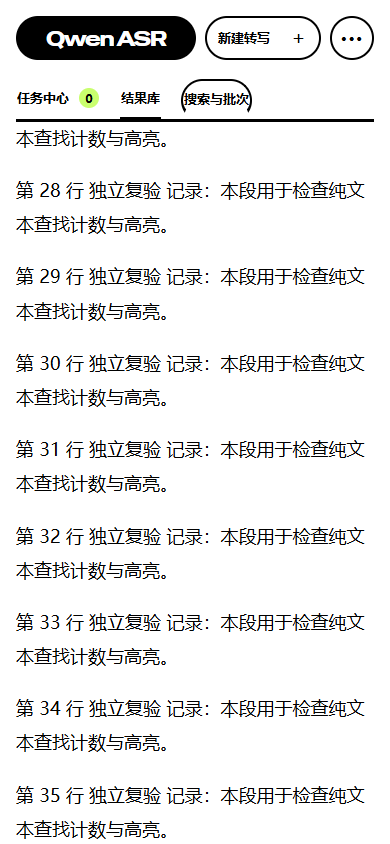 Qwen ASR
新建转写 +
任务中心 0 结果库 搜索与批次
本查找计数与高亮。
第 28 行 独立复验 记录：本段用于检查纯文
本查找计数与高亮。
第 29 行 独立复验 记录：本段用于检查纯文
本查找计数与高亮。
第 30 行 独立复验 记录：本段用于检查纯文
本查找计数与高亮。
第 31 行 独立复验 记录：本段用于检查纯文
本查找计数与高亮。
第 32 行 独立复验 记录：本段用于检查纯文
本查找计数与高亮。
第 33 行 独立复验 记录：本段用于检查纯文
本查找计数与高亮。
第 34 行 独立复验 记录：本段用于检查纯文
本查找计数与高亮。
第 35 行 独立复验 记录：本段用于检查纯文
本查找计数与高亮。